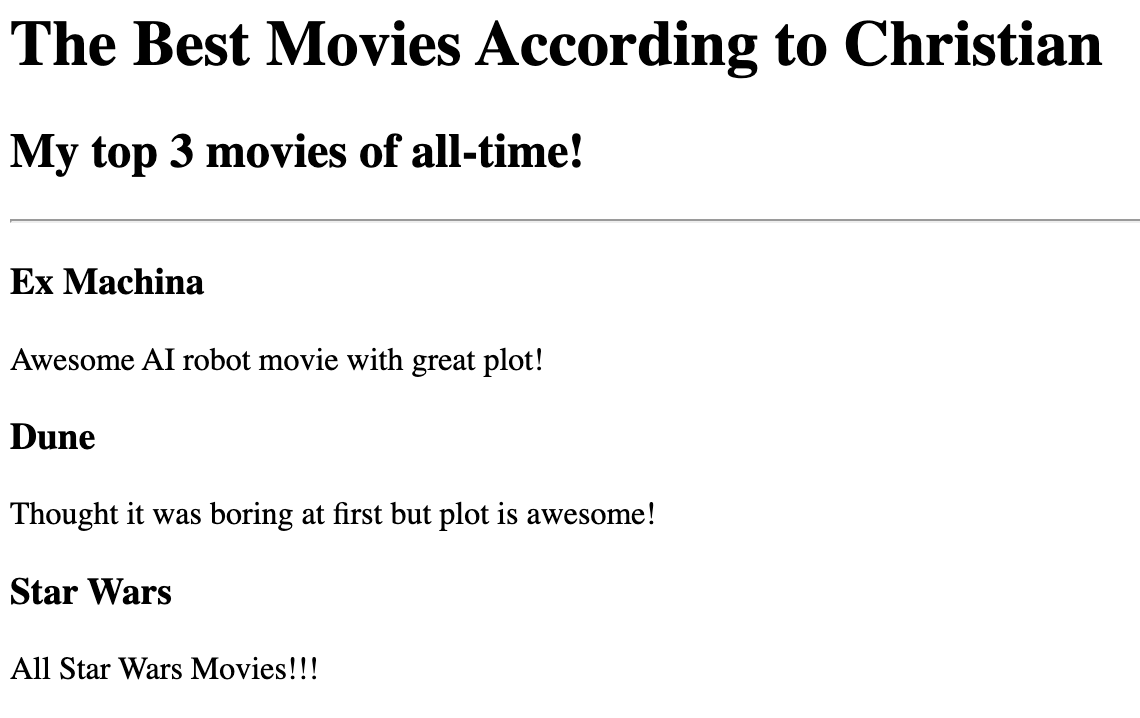 The Best Movies According to Christian
My top 3 movies of all-time!
Ex Machina
Awesome AI robot movie with great plot!
Dune
Thought it was boring at first but plot is awesome!
Star Wars
All Star Wars Movies!!!